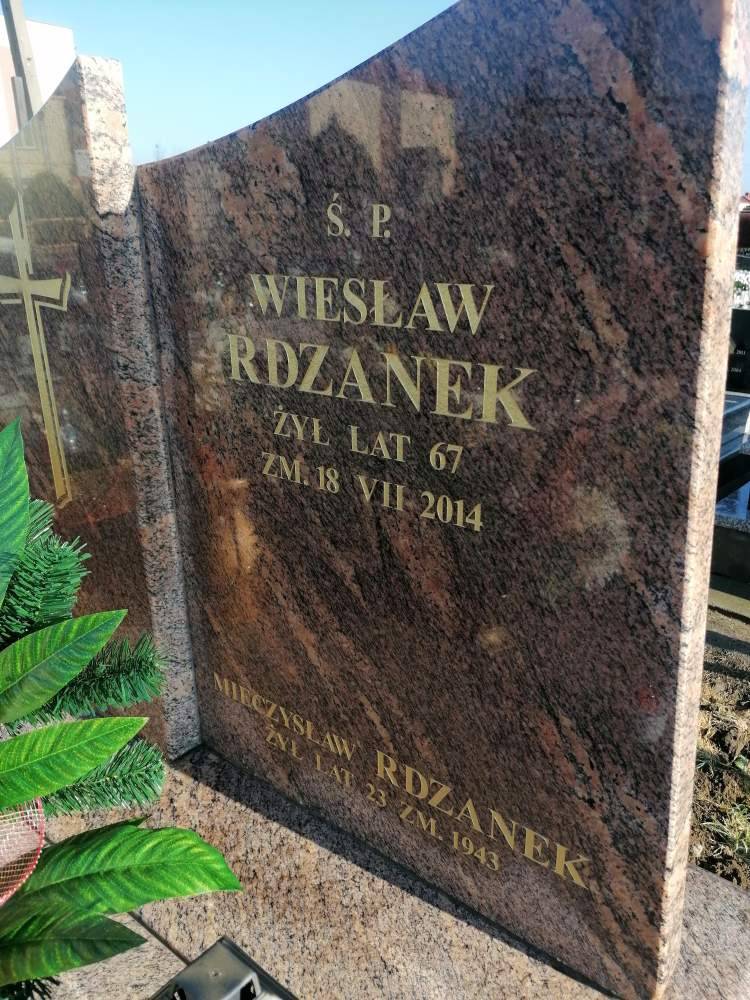 Ś. P.
WIESŁAW
RDZANEK
ŻYŁ LAT 67
ZM. 18 VII 2014
MIECZYSŁAW RDZANEK
ŻYŁ LAT 23 ZM. 1943